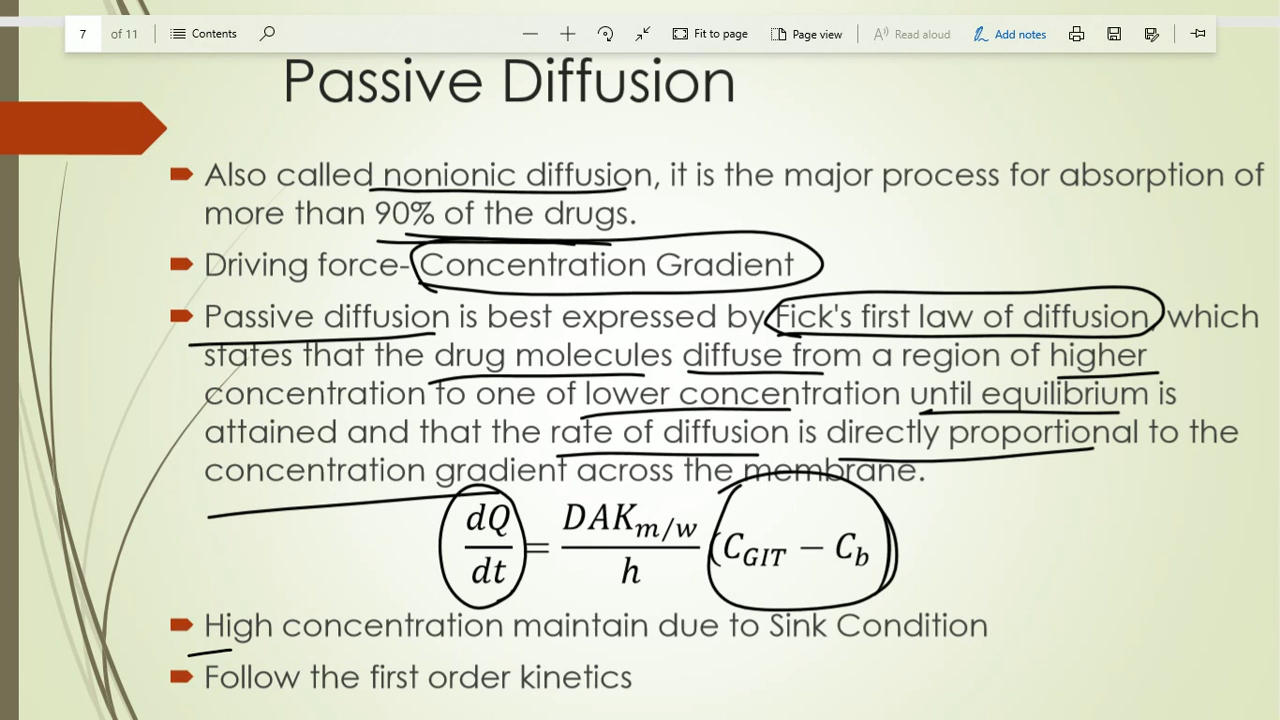 7 of 11 Contents Fit to page Page view Read aloud Add notes
Passive Diffusion
Also called nonionic diffusion, it is the major process for absorption of
more than 90% of the drugs.
Driving force- Concentration Gradient
Passive diffusion is best expressed by Fick's first law of diffusion, which
states that the drug molecules diffuse from a region of higher
concentration to one of lower concentration until equilibrium is
attained and that the rate of diffusion is directly proportional to the
concentration gradient across the membrane.
dQ/dt = DAK_{m/w}/h (C_{GIT} − C_b)
High concentration maintain due to Sink Condition
Follow the first order kinetics